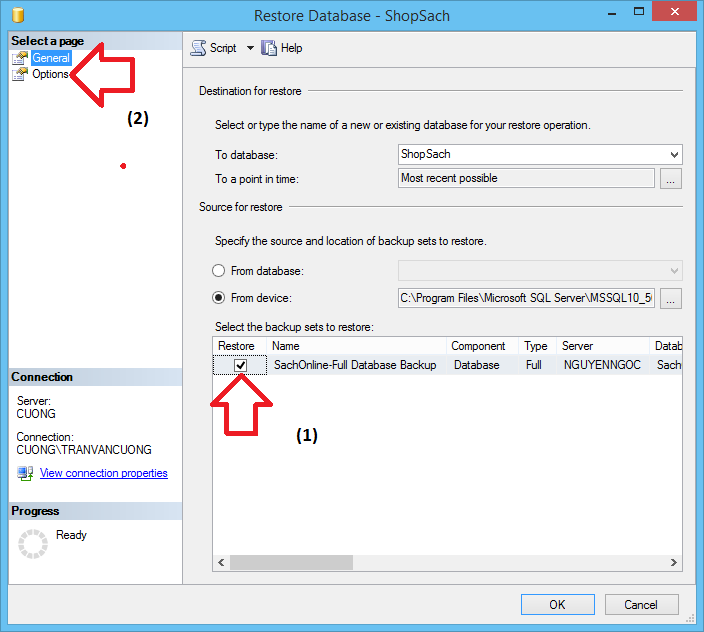 Restore Database - ShopSach
Select a page
General
Options
(2)
Script
Help
Destination for restore
Select or type the name of a new or existing database for your restore operation.
To database:
ShopSach
To a point in time:
Most recent possible
...
Source for restore
Specify the source and location of backup sets to restore.
From database:
From device:
C:\Program Files\Microsoft SQL Server\MSSQL10_5
...
Select the backup sets to restore:
Restore Name Component Type Server Datab
SachOnline-Full Database Backup Database Full NGUYENNGOC Sach
(1)
Connection
Server:
CUONG
Connection:
CUONG\TRANVANCUONG
View connection properties
Progress
Ready
OK
Cancel